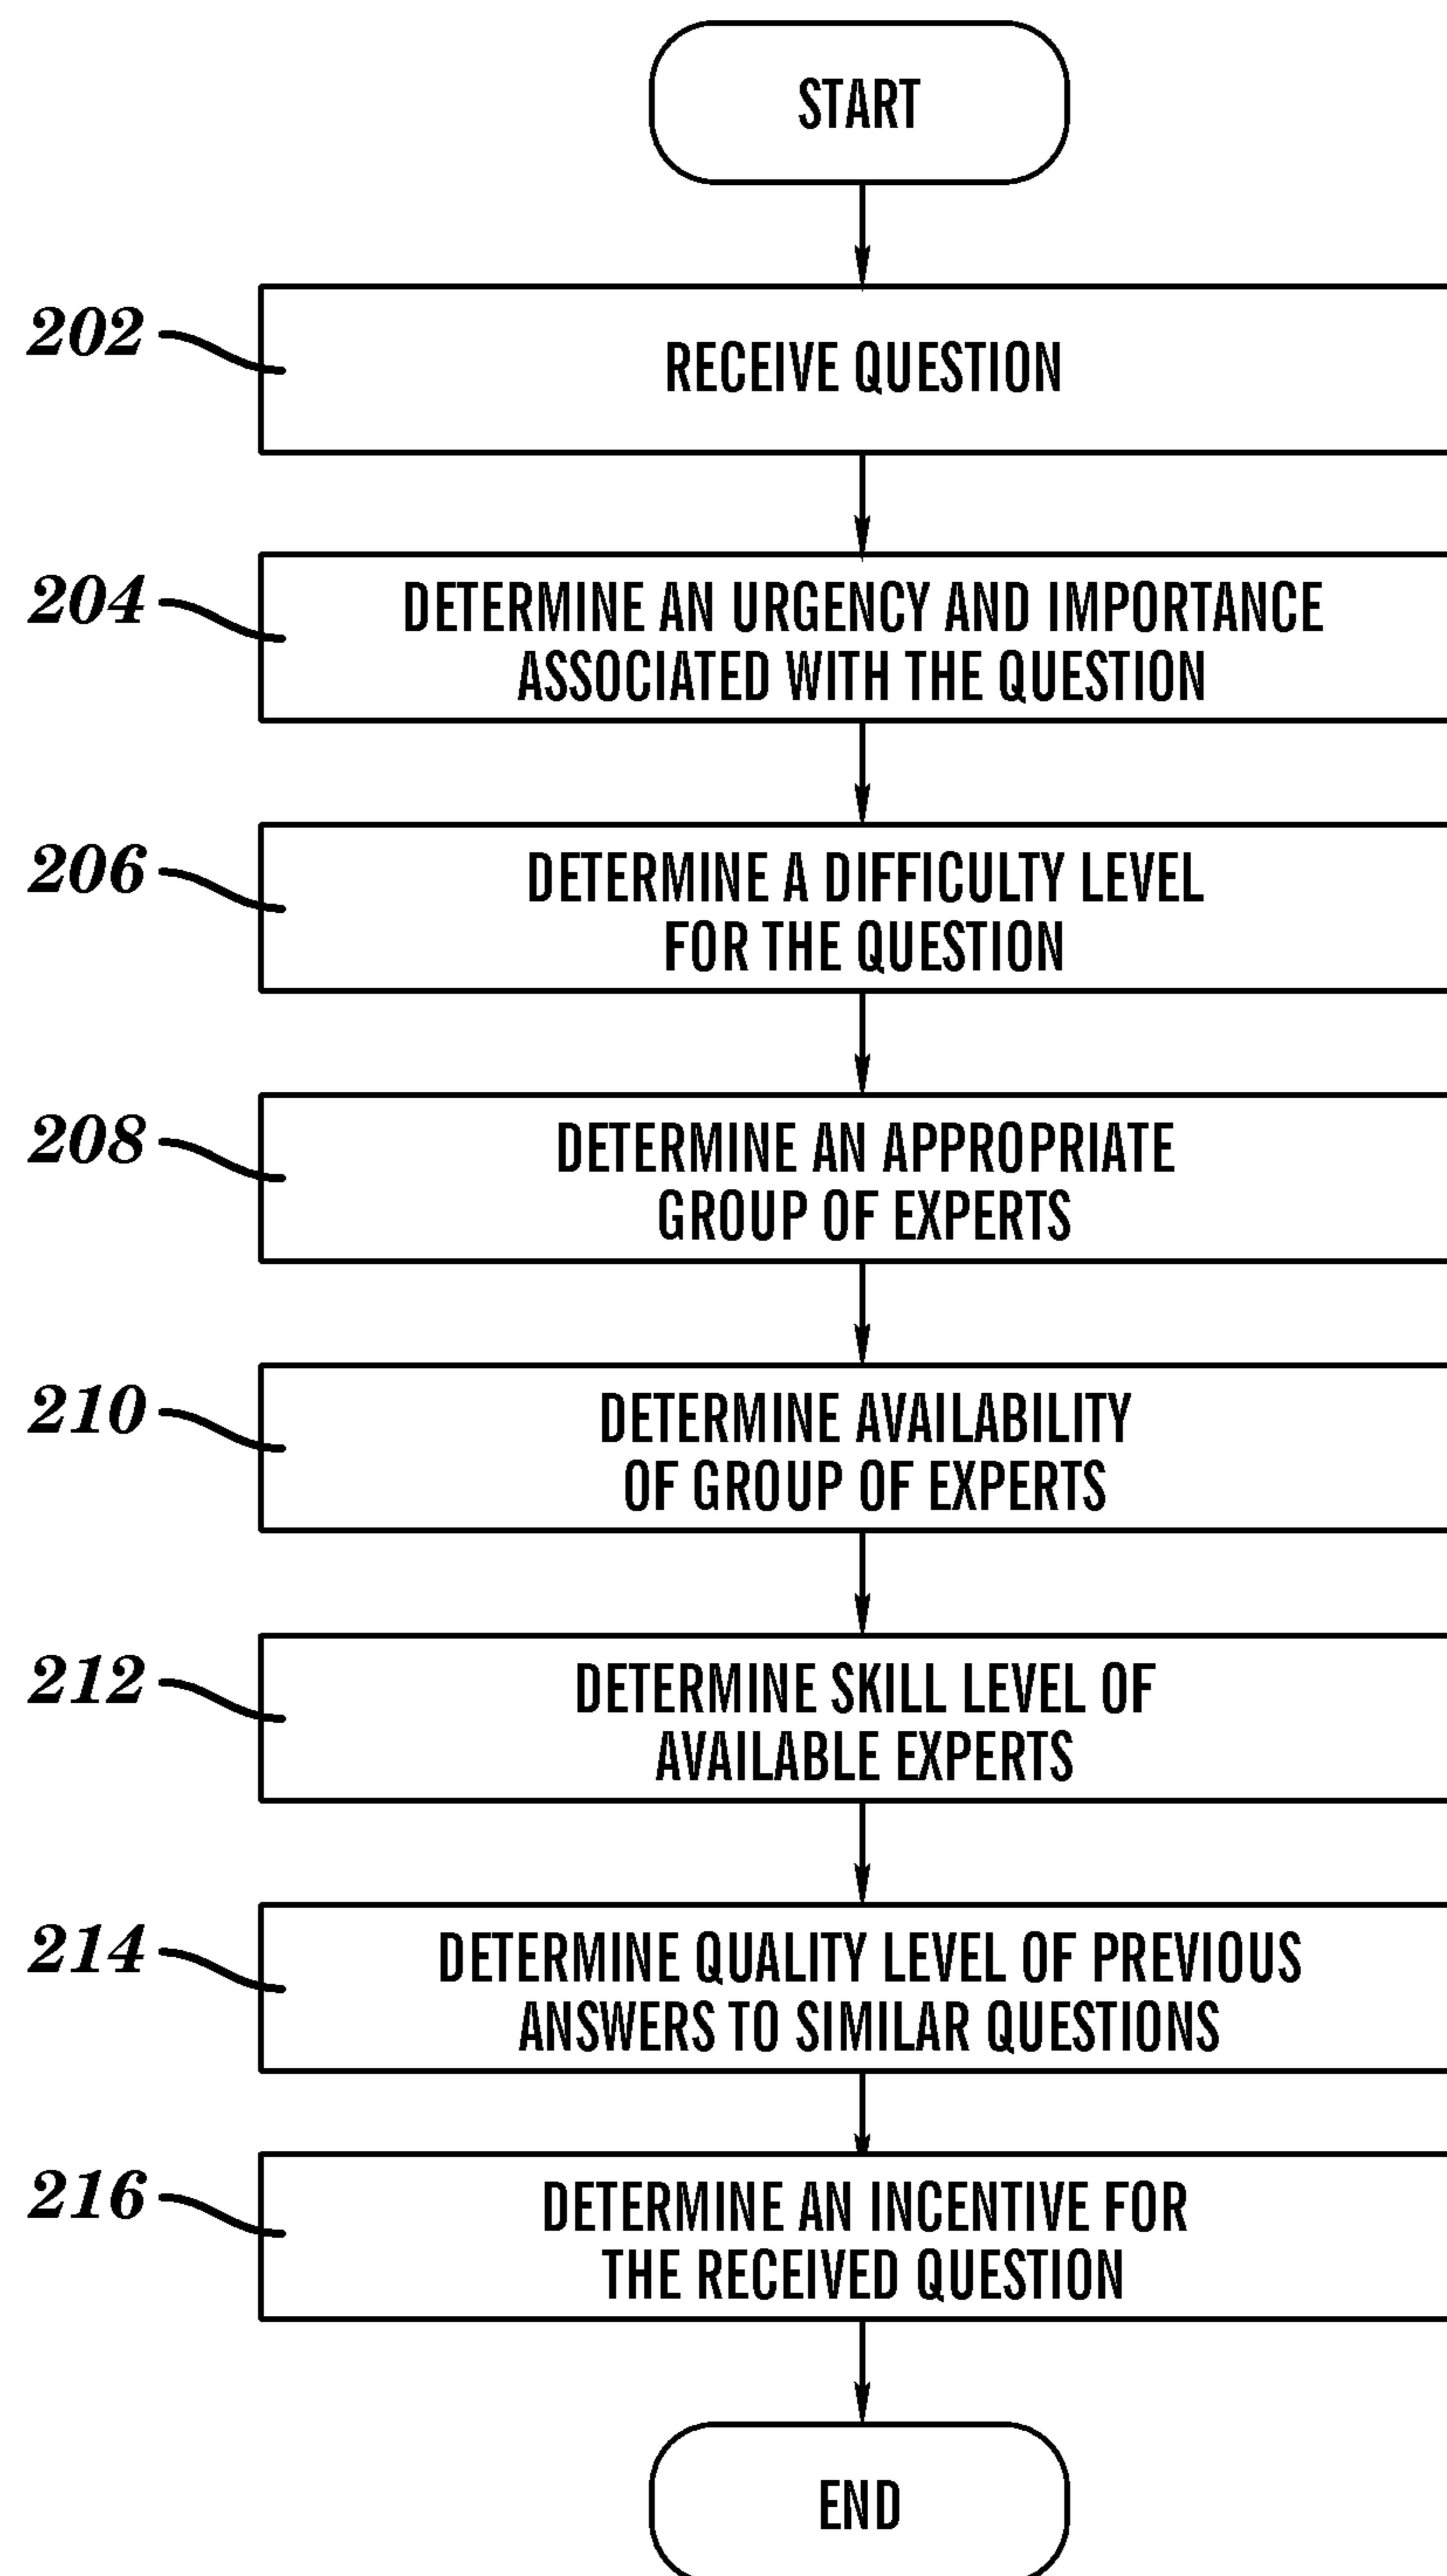 START
202
RECEIVE QUESTION
204
DETERMINE AN URGENCY AND IMPORTANCE
ASSOCIATED WITH THE QUESTION
206
DETERMINE A DIFFICULTY LEVEL
FOR THE QUESTION
208
DETERMINE AN APPROPRIATE
GROUP OF EXPERTS
210
DETERMINE AVAILABILITY
OF GROUP OF EXPERTS
212
DETERMINE SKILL LEVEL OF
AVAILABLE EXPERTS
214
DETERMINE QUALITY LEVEL OF PREVIOUS
ANSWERS TO SIMILAR QUESTIONS
216
DETERMINE AN INCENTIVE FOR
THE RECEIVED QUESTION
END